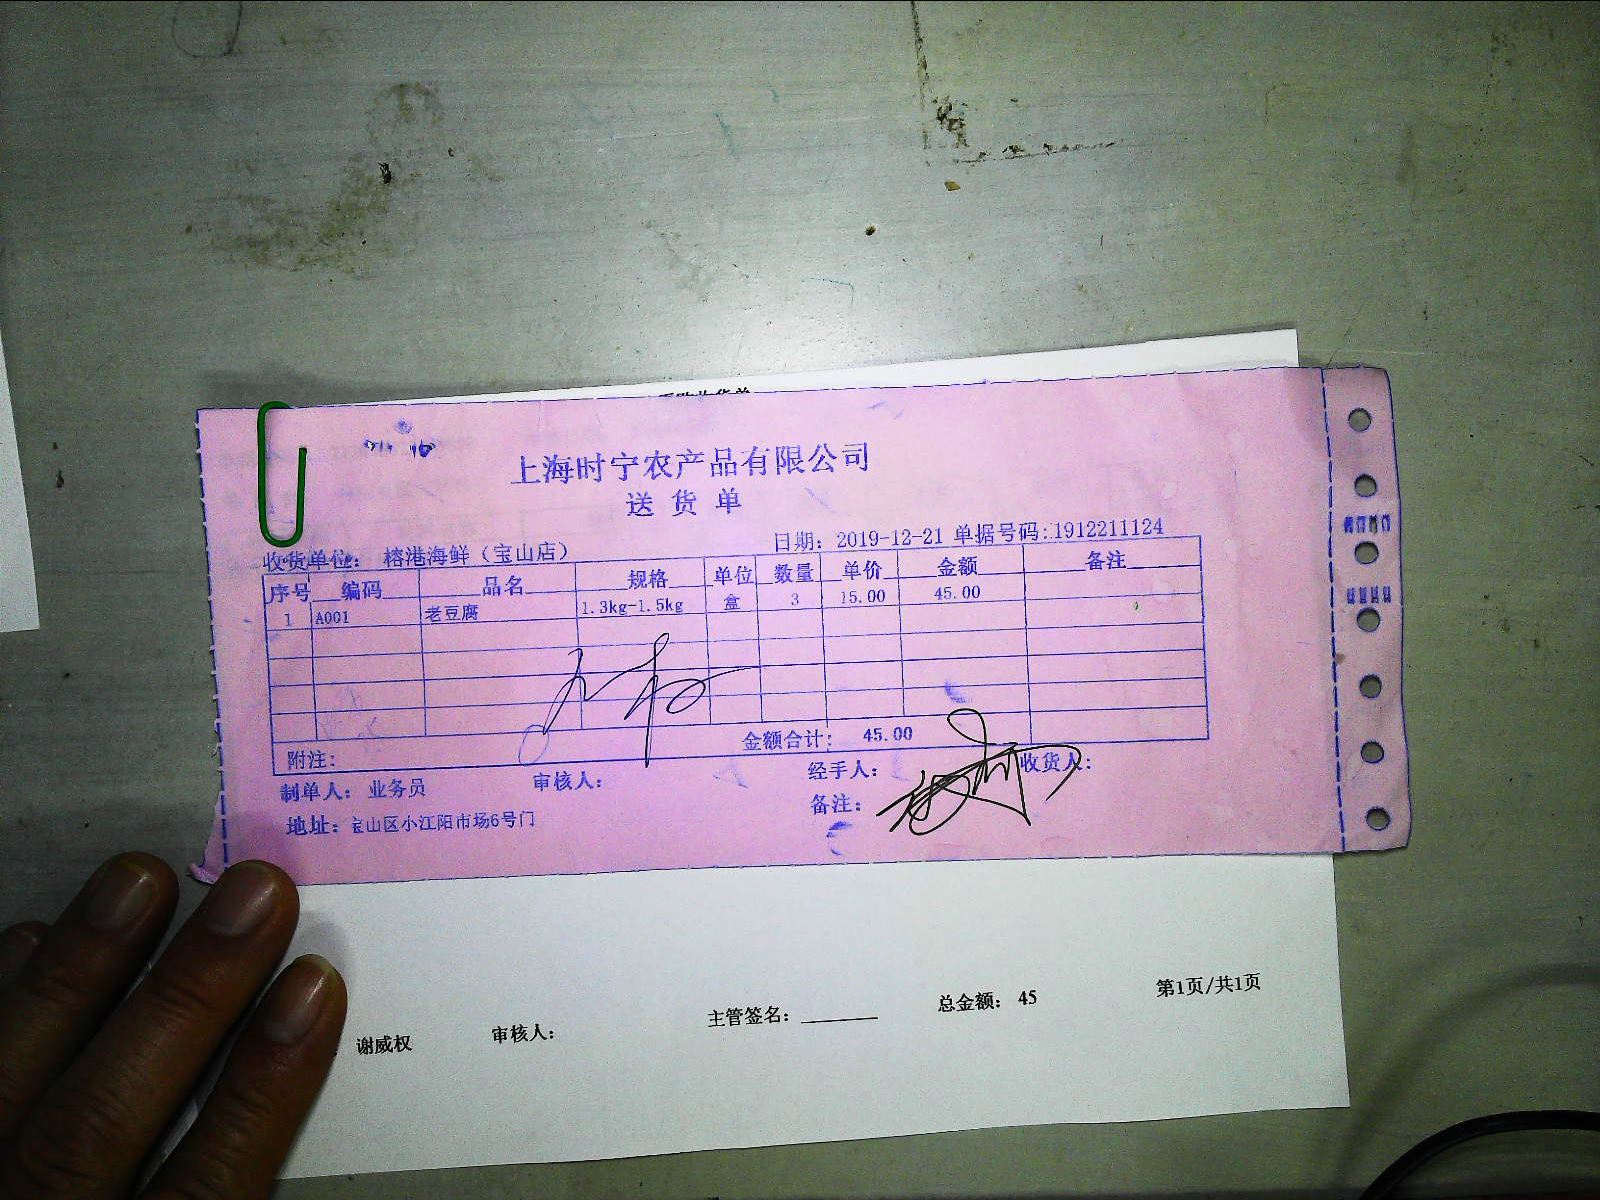 上海时宁农产品有限公司
送货单
收货单位： 榕港海鲜（宝山店） 日期：2019-12-21 单据号码:1912211124
序号 编码 品名 规格 单位 数量 单价 金额 备注
1 A001 老豆腐 1.3kg-1.5kg 盒 3 15.00 45.00
附注: 金额合计: 45.00
制单人： 业务员 审核人： 经手人： 收货人:
备注:
地址：宝山区小江阳市场6号门
谢威权 审核人： 主管签名：________ 总金额： 45 第1页/共1页